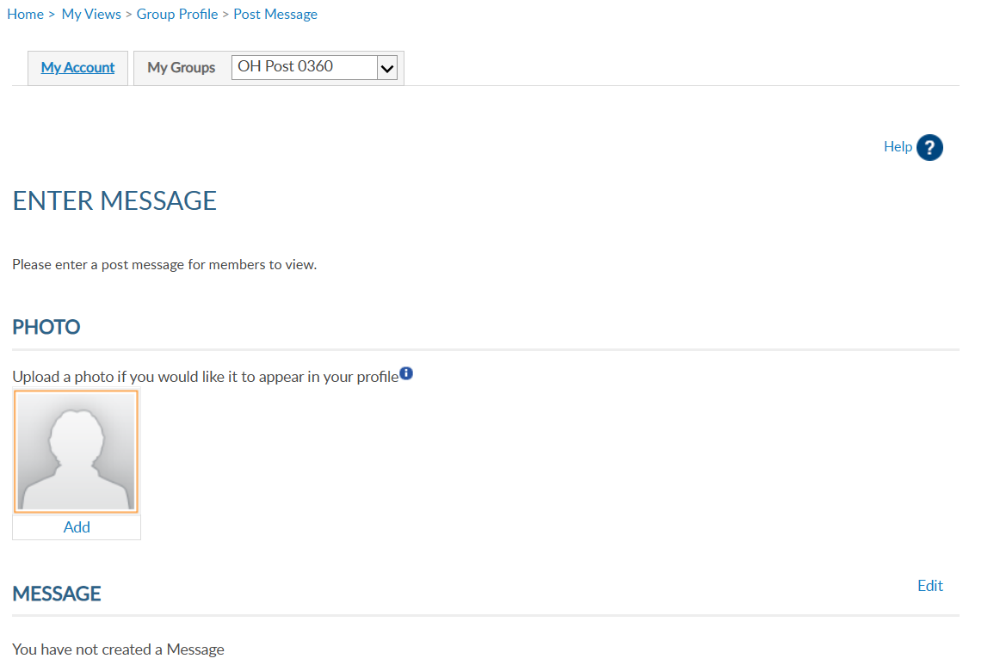 Home > My Views > Group Profile > Post Message
My Account My Groups OH Post 0360
Help ?
ENTER MESSAGE
Please enter a post message for members to view.
PHOTO
Upload a photo if you would like it to appear in your profile i
Add
MESSAGE Edit
You have not created a Message